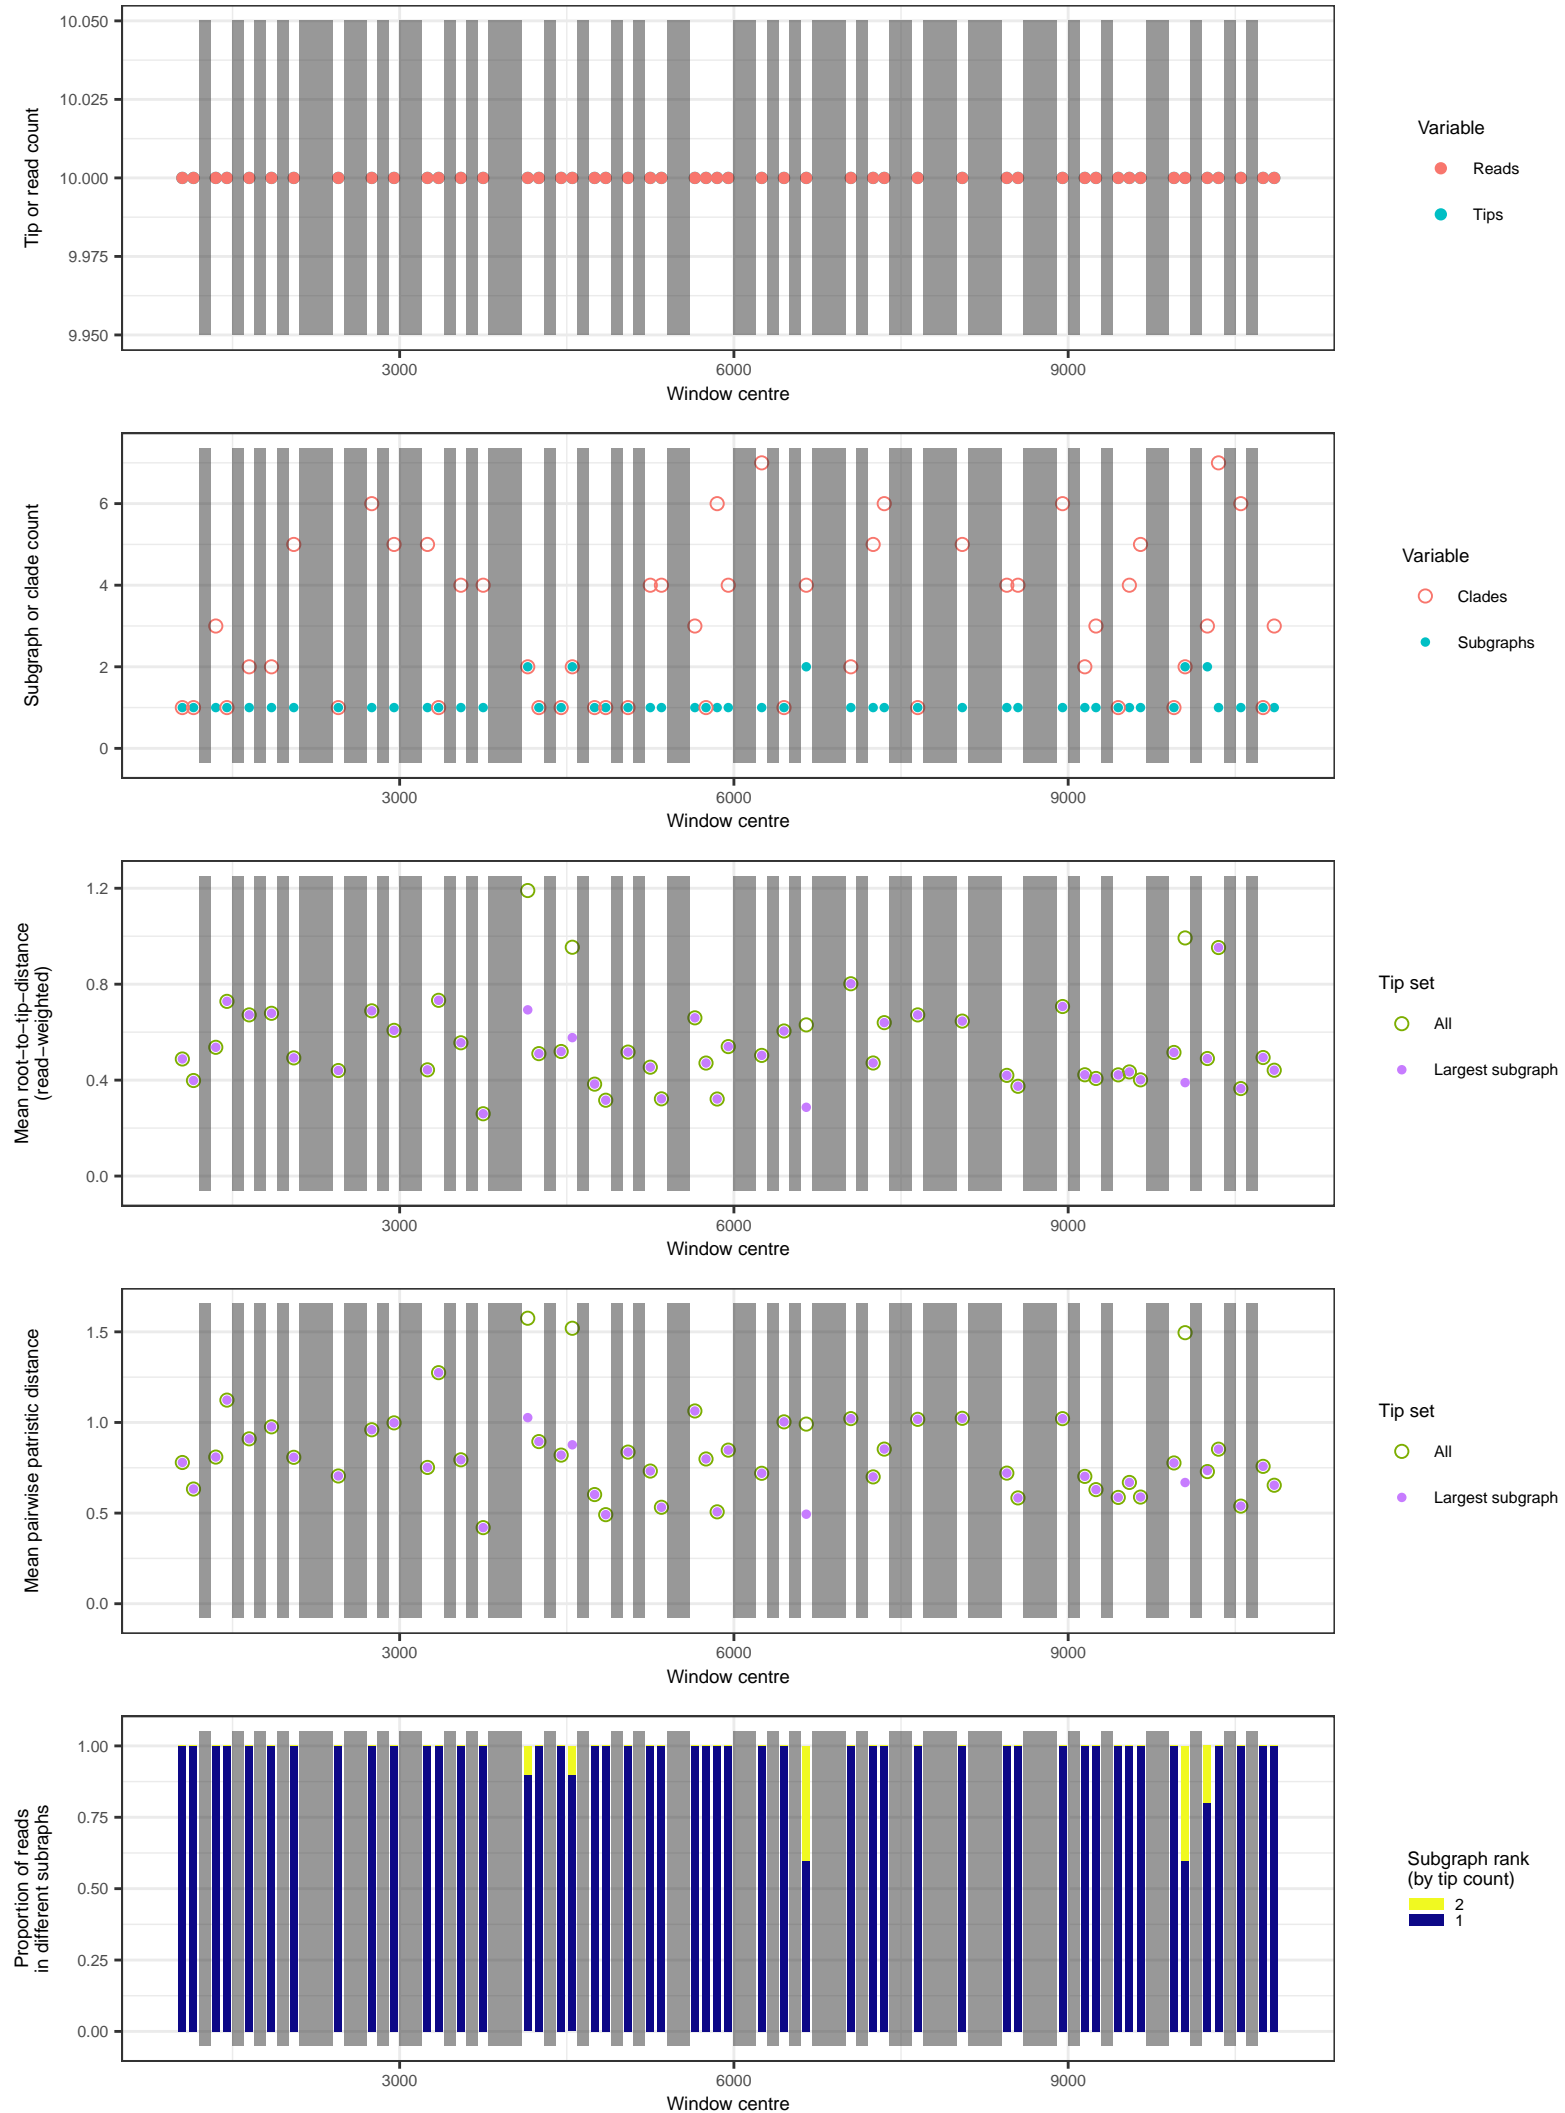 10.050
10.025
10.000
9.975
9.950
Tip or read count
3000
6000
9000
Window centre
Variable
Reads
Tips
6
4
2
0
Subgraph or clade count
3000
6000
9000
Window centre
Variable
Clades
Subgraphs
1.2
0.8
0.4
0.0
Mean root−to−tip−distance
(read−weighted)
3000
6000
9000
Window centre
Tip set
All
Largest subgraph
1.5
1.0
0.5
0.0
Mean pairwise patristic distance
3000
6000
9000
Window centre
Tip set
All
Largest subgraph
1.00
0.75
0.50
0.25
0.00
Proportion of reads
in different subraphs
3000
6000
9000
Window centre
Subgraph rank
(by tip count)
2
1